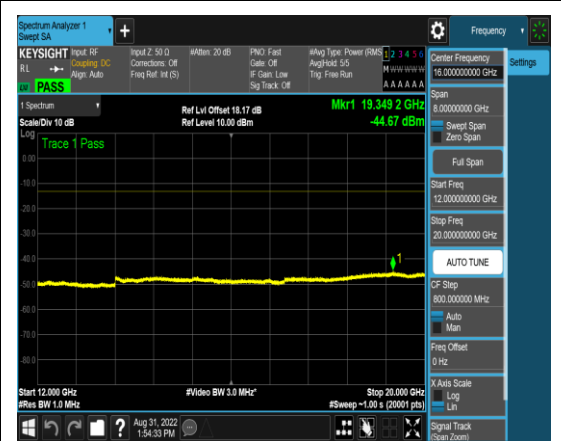 Spectrum Analyzer 1
Swept SA
Frequency
KEYSIGHT
RL
Input: RF
Coupling: DC
Align: Auto
Input Z: 50 Ω
Corrections: Off
Freq Ref: Int (S)
#Atten: 20 dB
PNO: Fast
Gate: Off
IF Gain: Low
Sig Track: Off
#Avg Type: Power (RMS
Avg|Hold: 5/5
Trig: Free Run
1 2 3 4 5 6
M W W W W W
A A A A A A
PASS
1 Spectrum
Scale/Div 10 dB
Ref Lvl Offset 18.17 dB
Ref Level 10.00 dBm
Mkr1 19.349 2 GHz
-44.67 dBm
Log
Trace 1 Pass
0.00
-10.0
-20.0
-30.0
-40.0
-50.0
-60.0
-70.0
-80.0
1
Start 12.000 GHz
#Res BW 1.0 MHz
#Video BW 3.0 MHz*
Stop 20.000 GHz
#Sweep ~1.00 s (20001 pts)
Center Frequency
16.000000000 GHz
Settings
Span
8.00000000 GHz
Swept Span
Zero Span
Full Span
Start Freq
12.000000000 GHz
Stop Freq
20.000000000 GHz
AUTO TUNE
CF Step
800.000000 MHz
Auto
Man
Freq Offset
0 Hz
X Axis Scale
Log
Lin
Signal Track
(Span Zoom)
?
Aug 31, 2022
1:54:33 PM